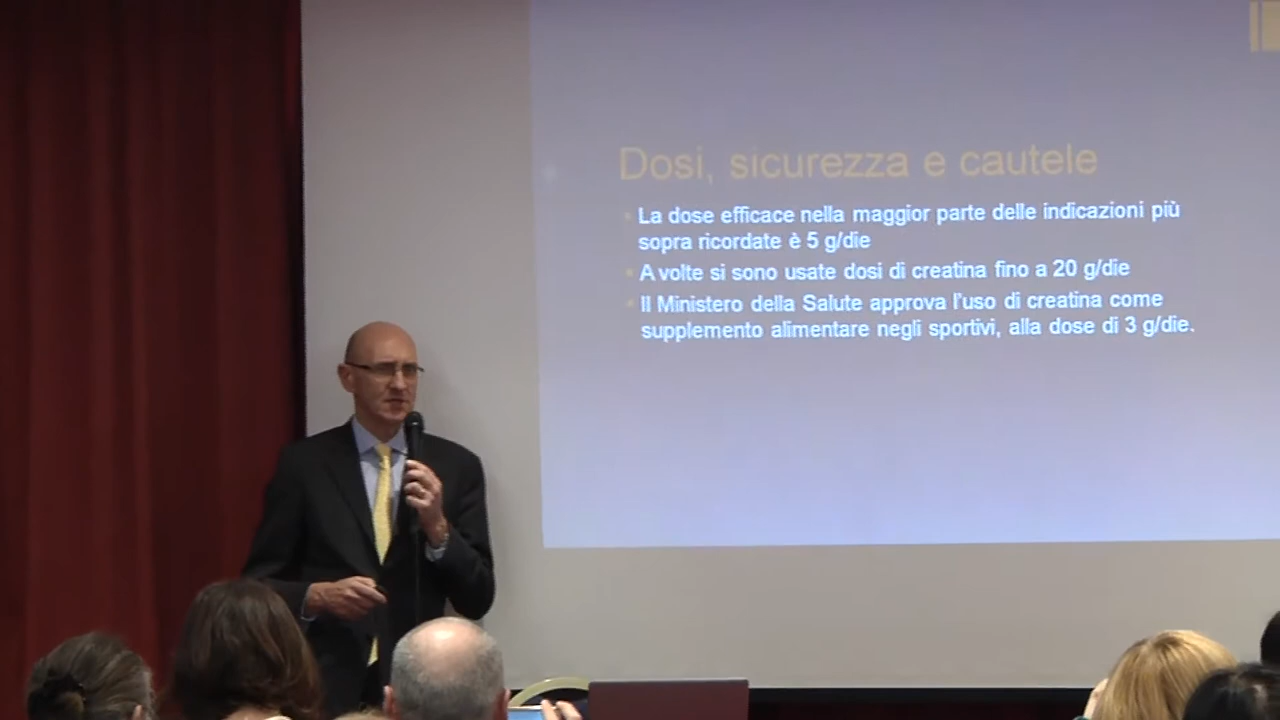 Dosi, sicurezza e cautele
La dose efficace nella maggior parte delle indicazioni più
sopra ricordate è 5 g/die
A volte si sono usate dosi di creatina fino a 20 g/die
Il Ministero della Salute approva l'uso di creatina come
supplemento alimentare negli sportivi, alla dose di 3 g/die.